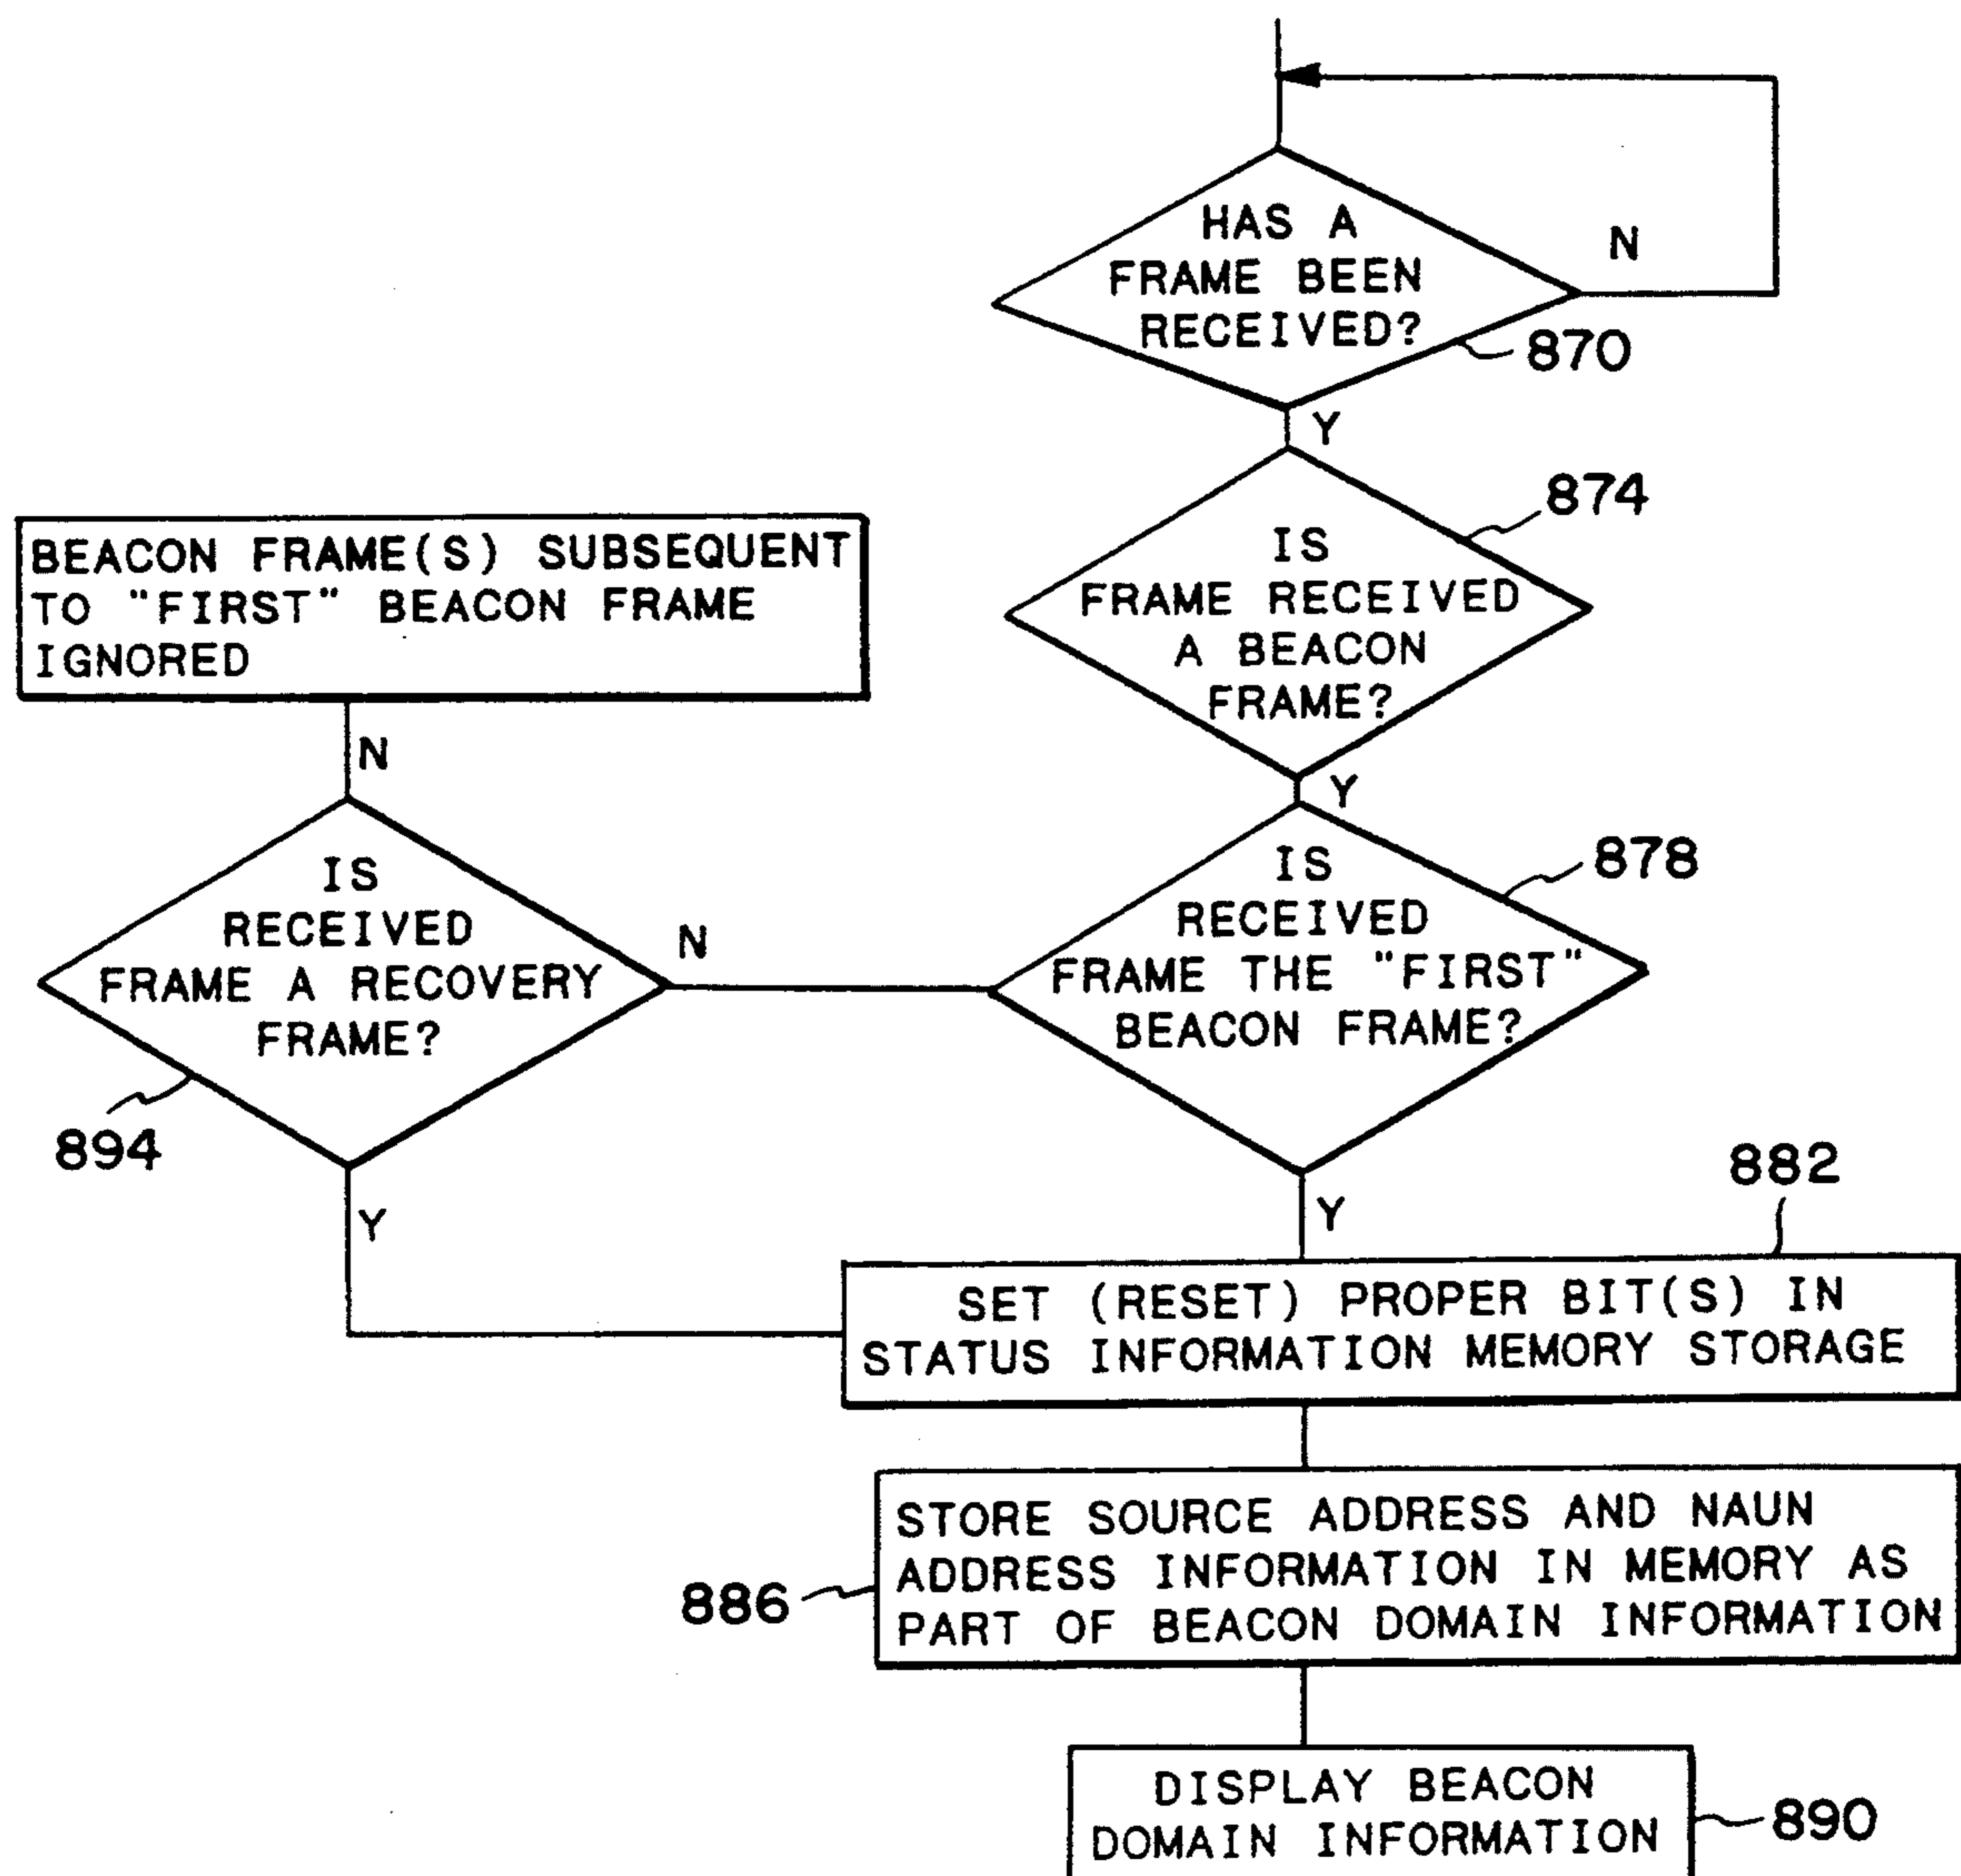 HAS A
FRAME BEEN
RECEIVED?
N
870
Y
874
IS
FRAME RECEIVED
A BEACON
FRAME?
Y
BEACON FRAME(S) SUBSEQUENT
TO "FIRST" BEACON FRAME
IGNORED
N
IS
RECEIVED
FRAME A RECOVERY
FRAME?
N
894
Y
878
IS
RECEIVED
FRAME THE "FIRST"
BEACON FRAME?
Y
882
SET (RESET) PROPER BIT(S) IN
STATUS INFORMATION MEMORY STORAGE
886
STORE SOURCE ADDRESS AND NAUN
ADDRESS INFORMATION IN MEMORY AS
PART OF BEACON DOMAIN INFORMATION
DISPLAY BEACON
DOMAIN INFORMATION
890